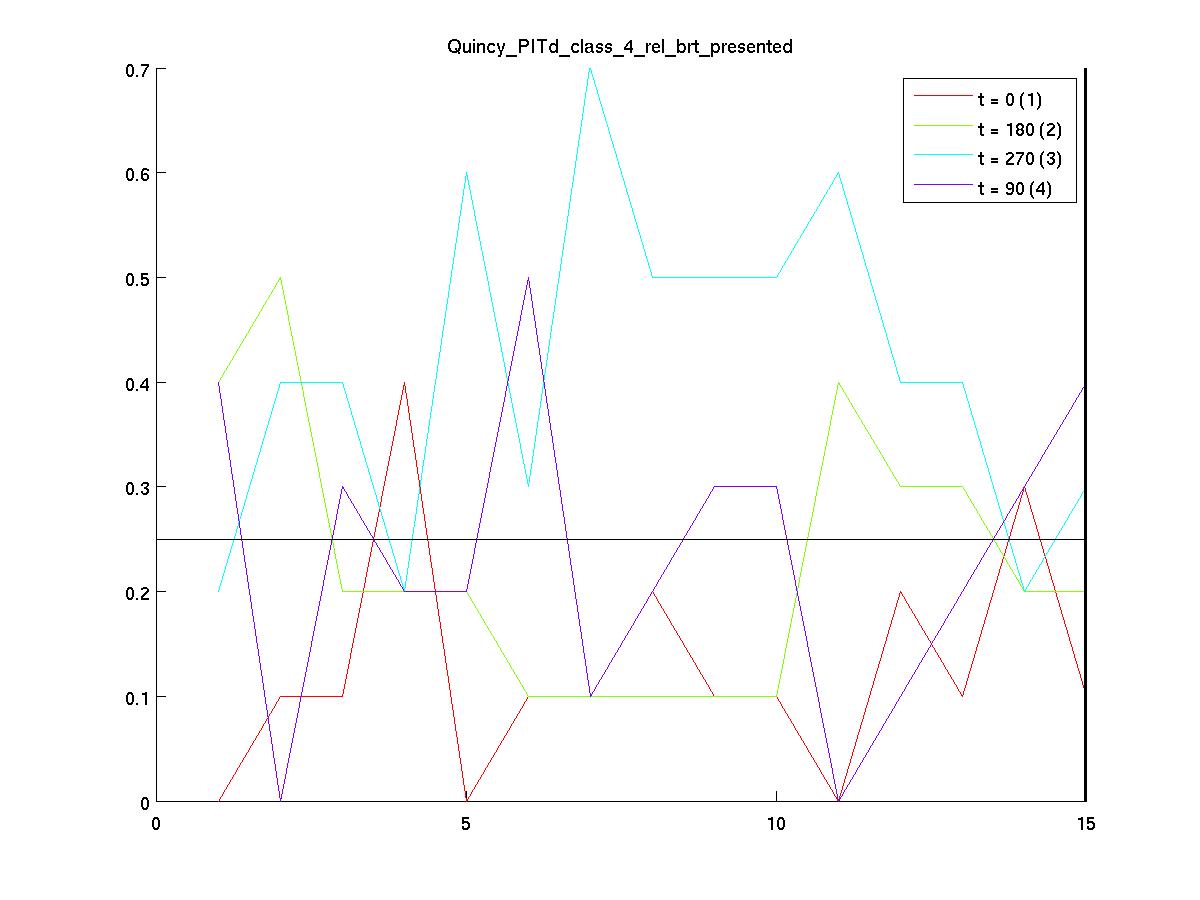 Quincy_PITd_class_4_rel_brt_presented
0.7
0.6
0.5
0.4
0.3
0.2
0.1
0
t = 0 (1)
t = 180 (2)
t = 270 (3)
t = 90 (4)
0 5 10 15